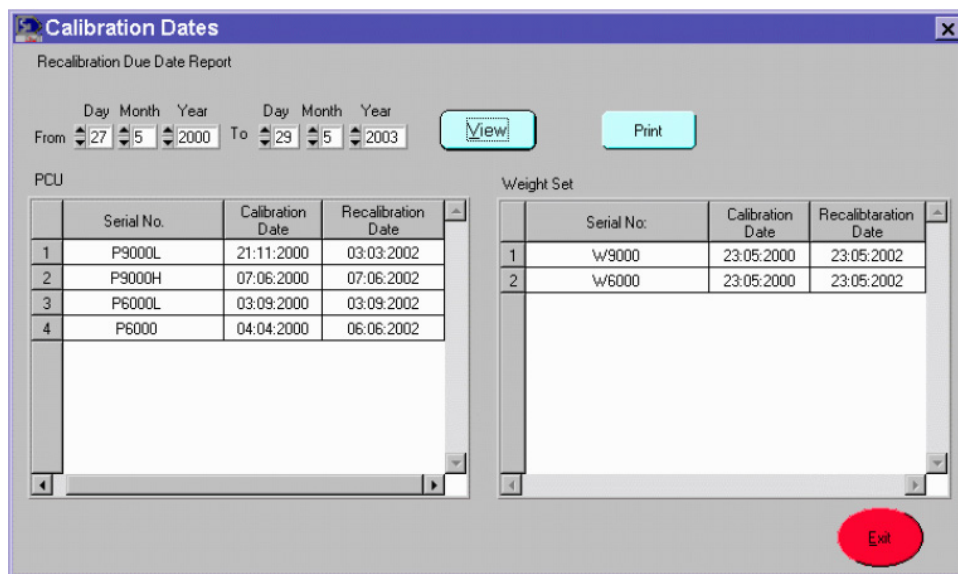 Calibration Dates
Recalibration Due Date Report
Day Month Year Day Month Year
From 27 5 2000 To 29 5 2003 View Print
PCU
Serial No. Calibration Date Recalibration Date
1 P9000L 21:11:2000 03:03:2002
2 P9000H 07:06:2000 07:06:2002
3 P6000L 03:09:2000 03:09:2002
4 P6000 04:04:2000 06:06:2002
Weight Set
Serial No: Calibration Date Recalibtaration Date
1 W9000 23:05:2000 23:05:2002
2 W6000 23:05:2000 23:05:2002
Exit